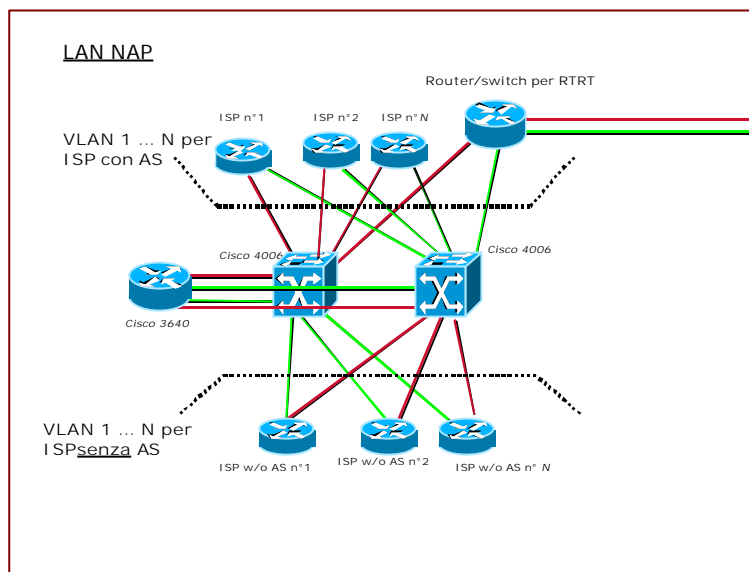 LAN NAP
Router/switch per RTRT
ISP n°1
ISP n°2
ISP n°N
VLAN 1 ... N per
ISP con AS
Cisco 4006
Cisco 4006
Cisco 3640
VLAN 1 ... N per
ISPsenza AS
ISP w/o AS n°1
ISP w/o AS n°2
ISP w/o AS n° N